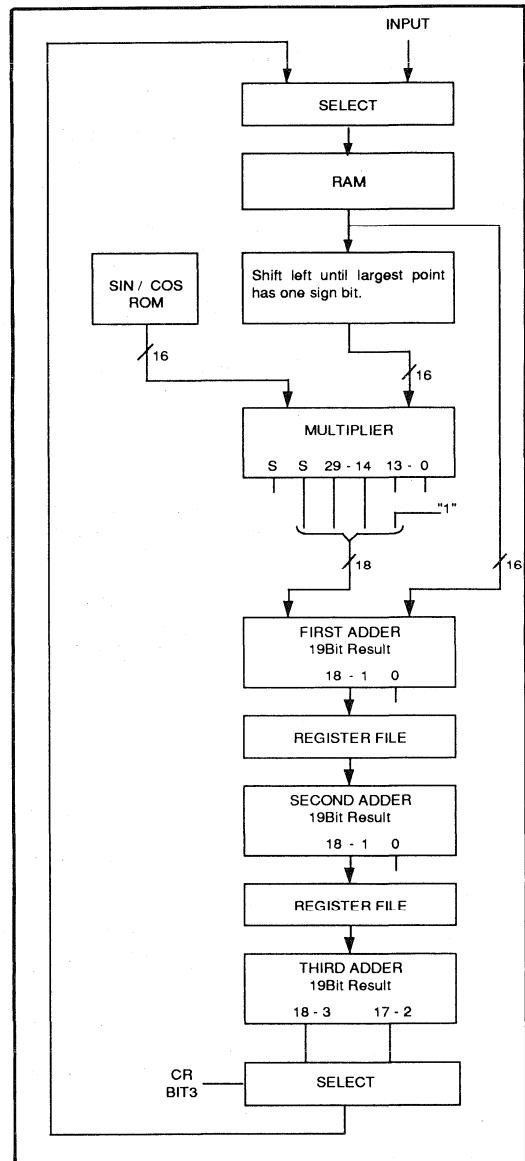 INPUT
SELECT
RAM
SIN / COS
ROM
Shift left until largest point
has one sign bit.
16
16
MULTIPLIER
S S 29 - 14 13 - 0
"1"
18
16
FIRST ADDER
19Bit Result
18 - 1 0
REGISTER FILE
SECOND ADDER
19Bit Result
18 - 1 0
REGISTER FILE
THIRD ADDER
19Bit Result
18 - 3 17 - 2
CR
BIT3
SELECT